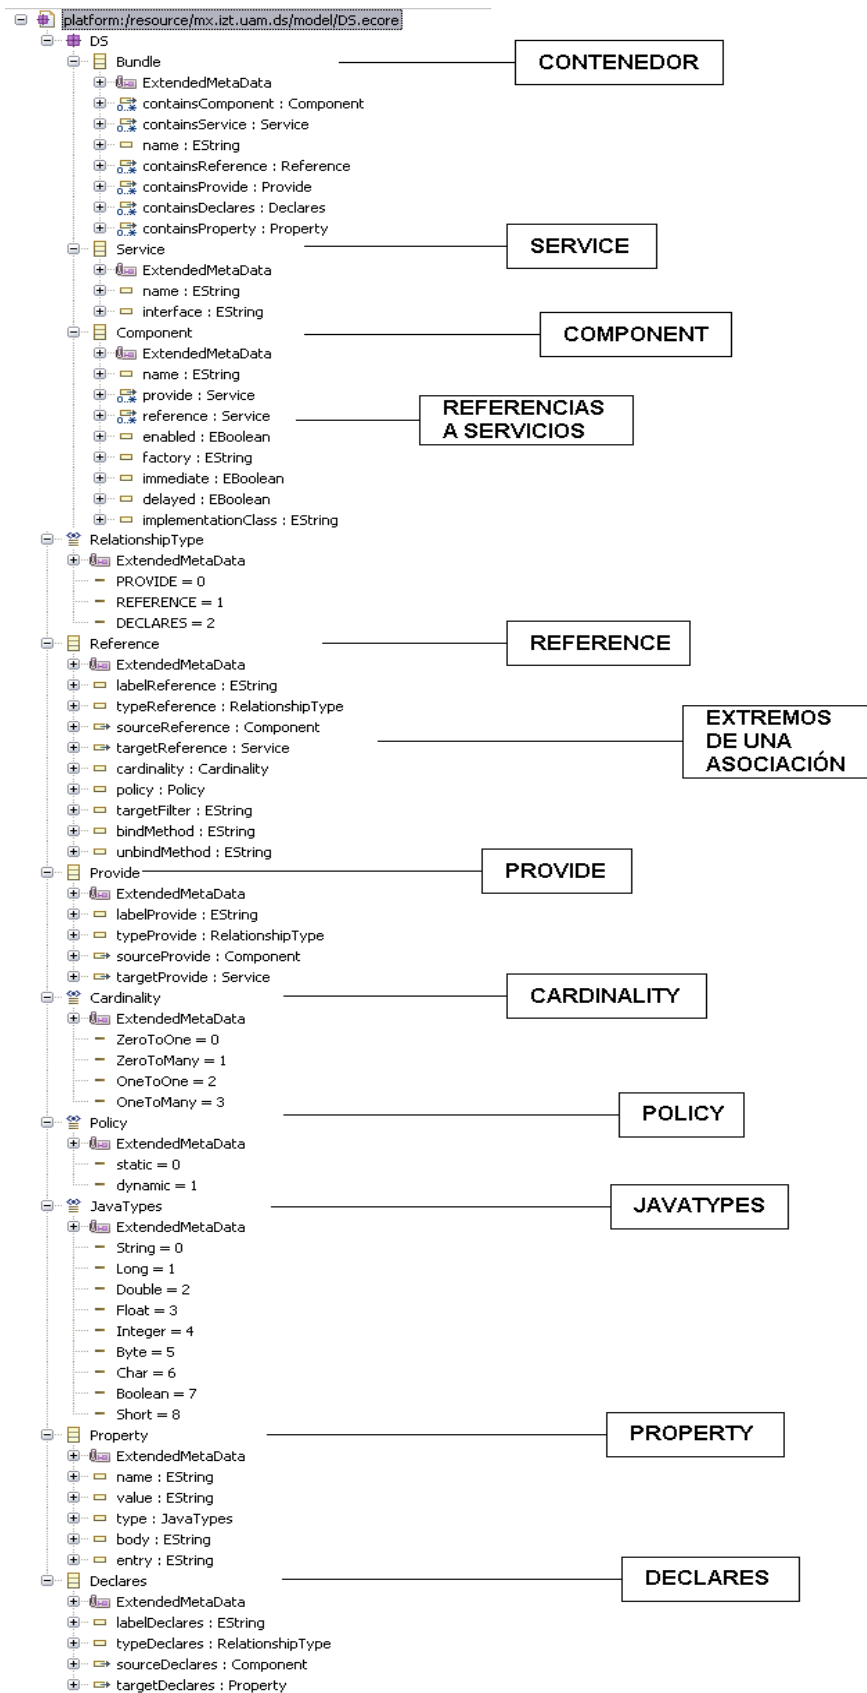 platform:/resource/mx.izt.uam.ds/model/DS.ecore
DS
Bundle
CONTENEDOR
ExtendedMetaData
containsComponent : Component
containsService : Service
name : EString
containsReference : Reference
containsProvide : Provide
containsDeclares : Declares
containsProperty : Property
Service
SERVICE
ExtendedMetaData
name : EString
interface : EString
Component
COMPONENT
ExtendedMetaData
name : EString
provide : Service
reference : Service
REFERENCIAS
A SERVICIOS
enabled : EBoolean
factory : EString
immediate : EBoolean
delayed : EBoolean
implementationClass : EString
RelationshipType
ExtendedMetaData
PROVIDE = 0
REFERENCE = 1
DECLARES = 2
Reference
REFERENCE
ExtendedMetaData
labelReference : EString
typeReference : RelationshipType
sourceReference : Component
targetReference : Service
EXTREMOS
DE UNA
ASOCIACIÓN
cardinality : Cardinality
policy : Policy
targetFilter : EString
bindMethod : EString
unbindMethod : EString
Provide
PROVIDE
ExtendedMetaData
labelProvide : EString
typeProvide : RelationshipType
sourceProvide : Component
targetProvide : Service
Cardinality
CARDINALITY
ExtendedMetaData
ZeroToOne = 0
ZeroToMany = 1
OneToOne = 2
OneToMany = 3
Policy
POLICY
ExtendedMetaData
static = 0
dynamic = 1
JavaTypes
JAVATYPES
ExtendedMetaData
String = 0
Long = 1
Double = 2
Float = 3
Integer = 4
Byte = 5
Char = 6
Boolean = 7
Short = 8
Property
PROPERTY
ExtendedMetaData
name : EString
value : EString
type : JavaTypes
body : EString
entry : EString
Declares
DECLARES
ExtendedMetaData
labelDeclares : EString
typeDeclares : RelationshipType
sourceDeclares : Component
targetDeclares : Property